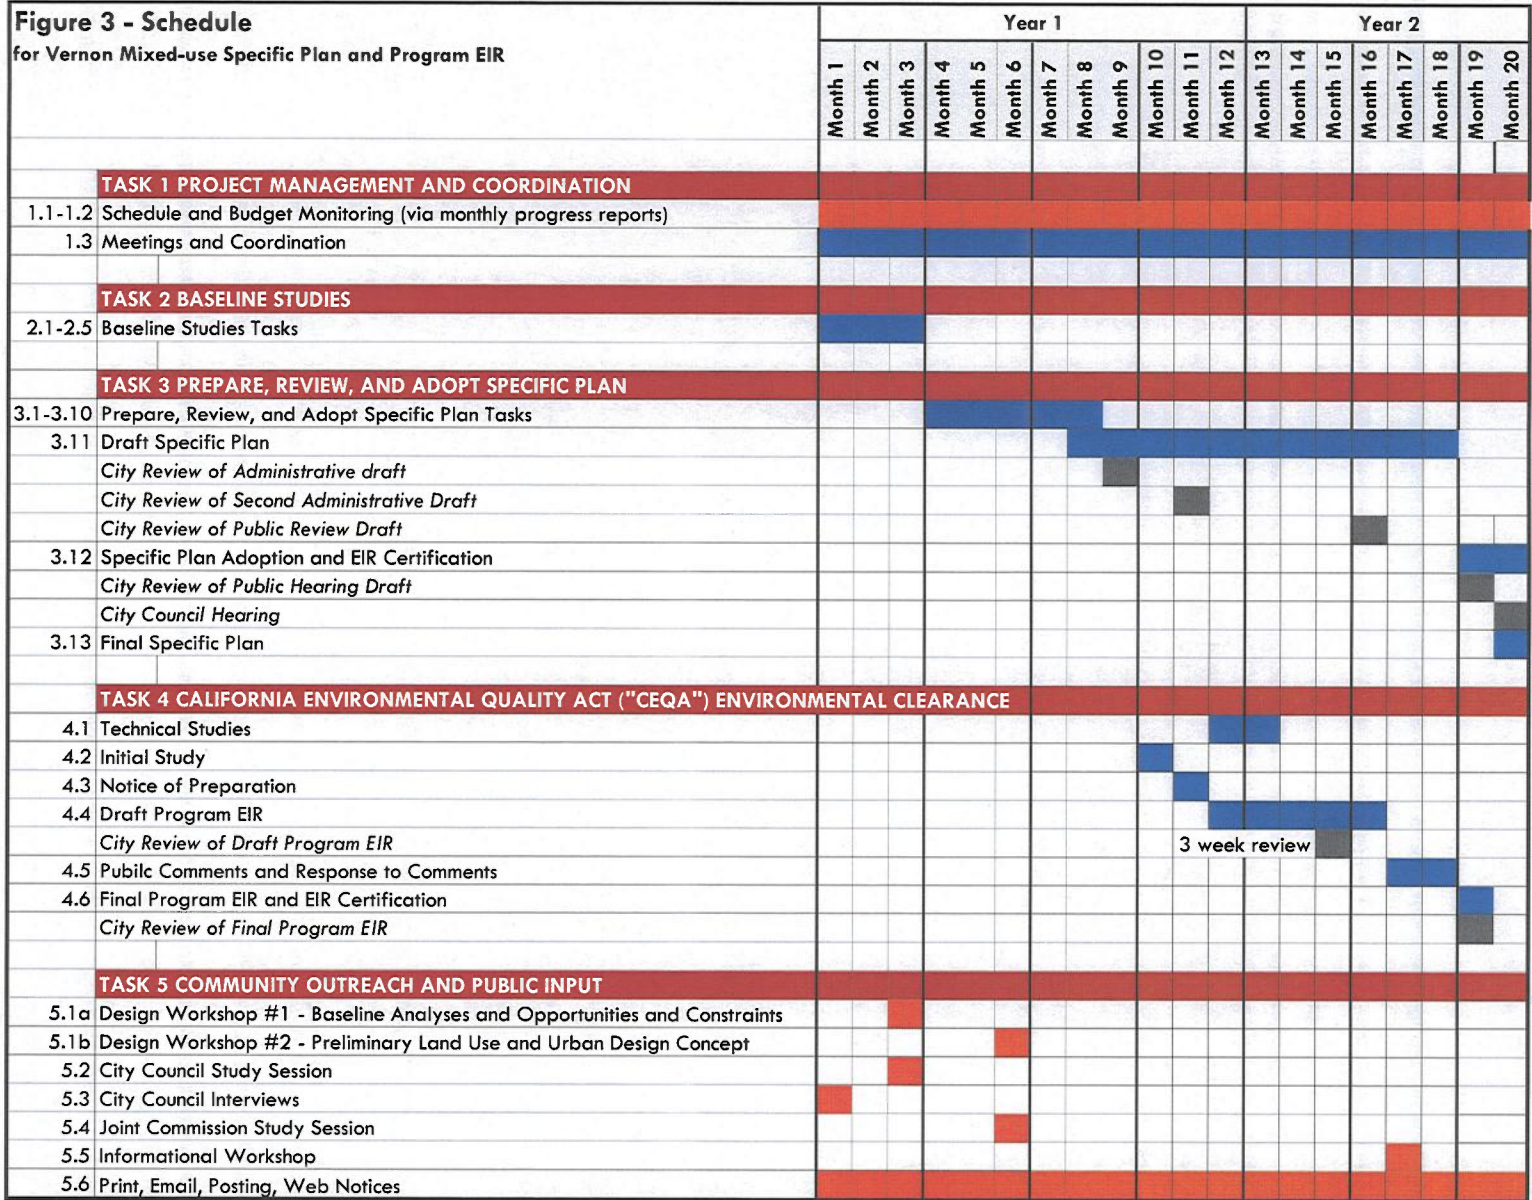 Figure 3 - Schedule
for Vernon Mixed-use Specific Plan and Program EIR
Year 1
Year 2
Month 1
Month 2
Month 3
Month 4
Month 5
Month 6
Month 7
Month 8
Month 9
Month 10
Month 11
Month 12
Month 13
Month 14
Month 15
Month 16
Month 17
Month 18
Month 19
Month 20
TASK 1 PROJECT MANAGEMENT AND COORDINATION
1.1-1.2 Schedule and Budget Monitoring (via monthly progress reports)
1.3 Meetings and Coordination
TASK 2 BASELINE STUDIES
2.1-2.5 Baseline Studies Tasks
TASK 3 PREPARE, REVIEW, AND ADOPT SPECIFIC PLAN
3.1-3.10 Prepare, Review, and Adopt Specific Plan Tasks
3.11 Draft Specific Plan
City Review of Administrative draft
City Review of Second Administrative Draft
City Review of Public Review Draft
3.12 Specific Plan Adoption and EIR Certification
City Review of Public Hearing Draft
City Council Hearing
3.13 Final Specific Plan
TASK 4 CALIFORNIA ENVIRONMENTAL QUALITY ACT ("CEQA") ENVIRONMENTAL CLEARANCE
4.1 Technical Studies
4.2 Initial Study
4.3 Notice of Preparation
4.4 Draft Program EIR
City Review of Draft Program EIR 3 week review
4.5 Pubilc Comments and Response to Comments
4.6 Final Program EIR and EIR Certification
City Review of Final Program EIR
TASK 5 COMMUNITY OUTREACH AND PUBLIC INPUT
5.1a Design Workshop #1 - Baseline Analyses and Opportunities and Constraints
5.1b Design Workshop #2 - Preliminary Land Use and Urban Design Concept
5.2 City Council Study Session
5.3 City Council Interviews
5.4 Joint Commission Study Session
5.5 Informational Workshop
5.6 Print, Email, Posting, Web Notices